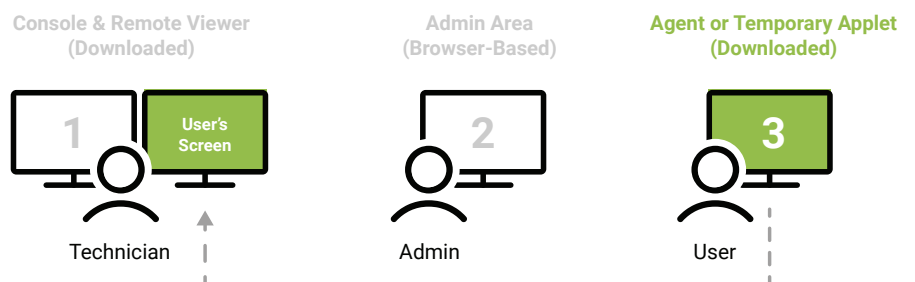 Console & Remote Viewer
(Downloaded)
Admin Area
(Browser-Based)
Agent or Temporary Applet
(Downloaded)
1
User's
Screen
2
3
Technician
Admin
User